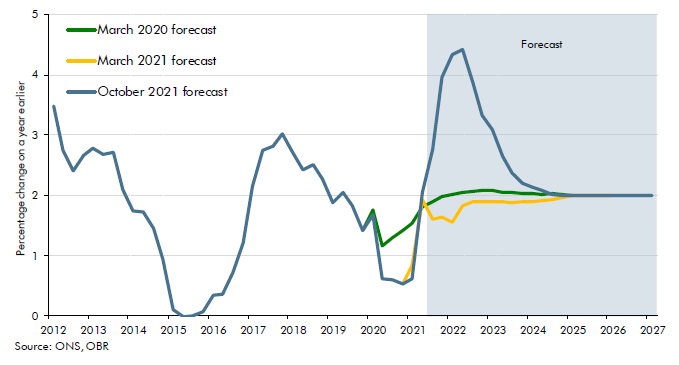 Percentage change on a year earlier
5
4
3
2
1
0
March 2020 forecast
March 2021 forecast
October 2021 forecast
Forecast
2012 2013 2014 2015 2016 2017 2018 2019 2020 2021 2022 2023 2024 2025 2026 2027
Source: ONS, OBR